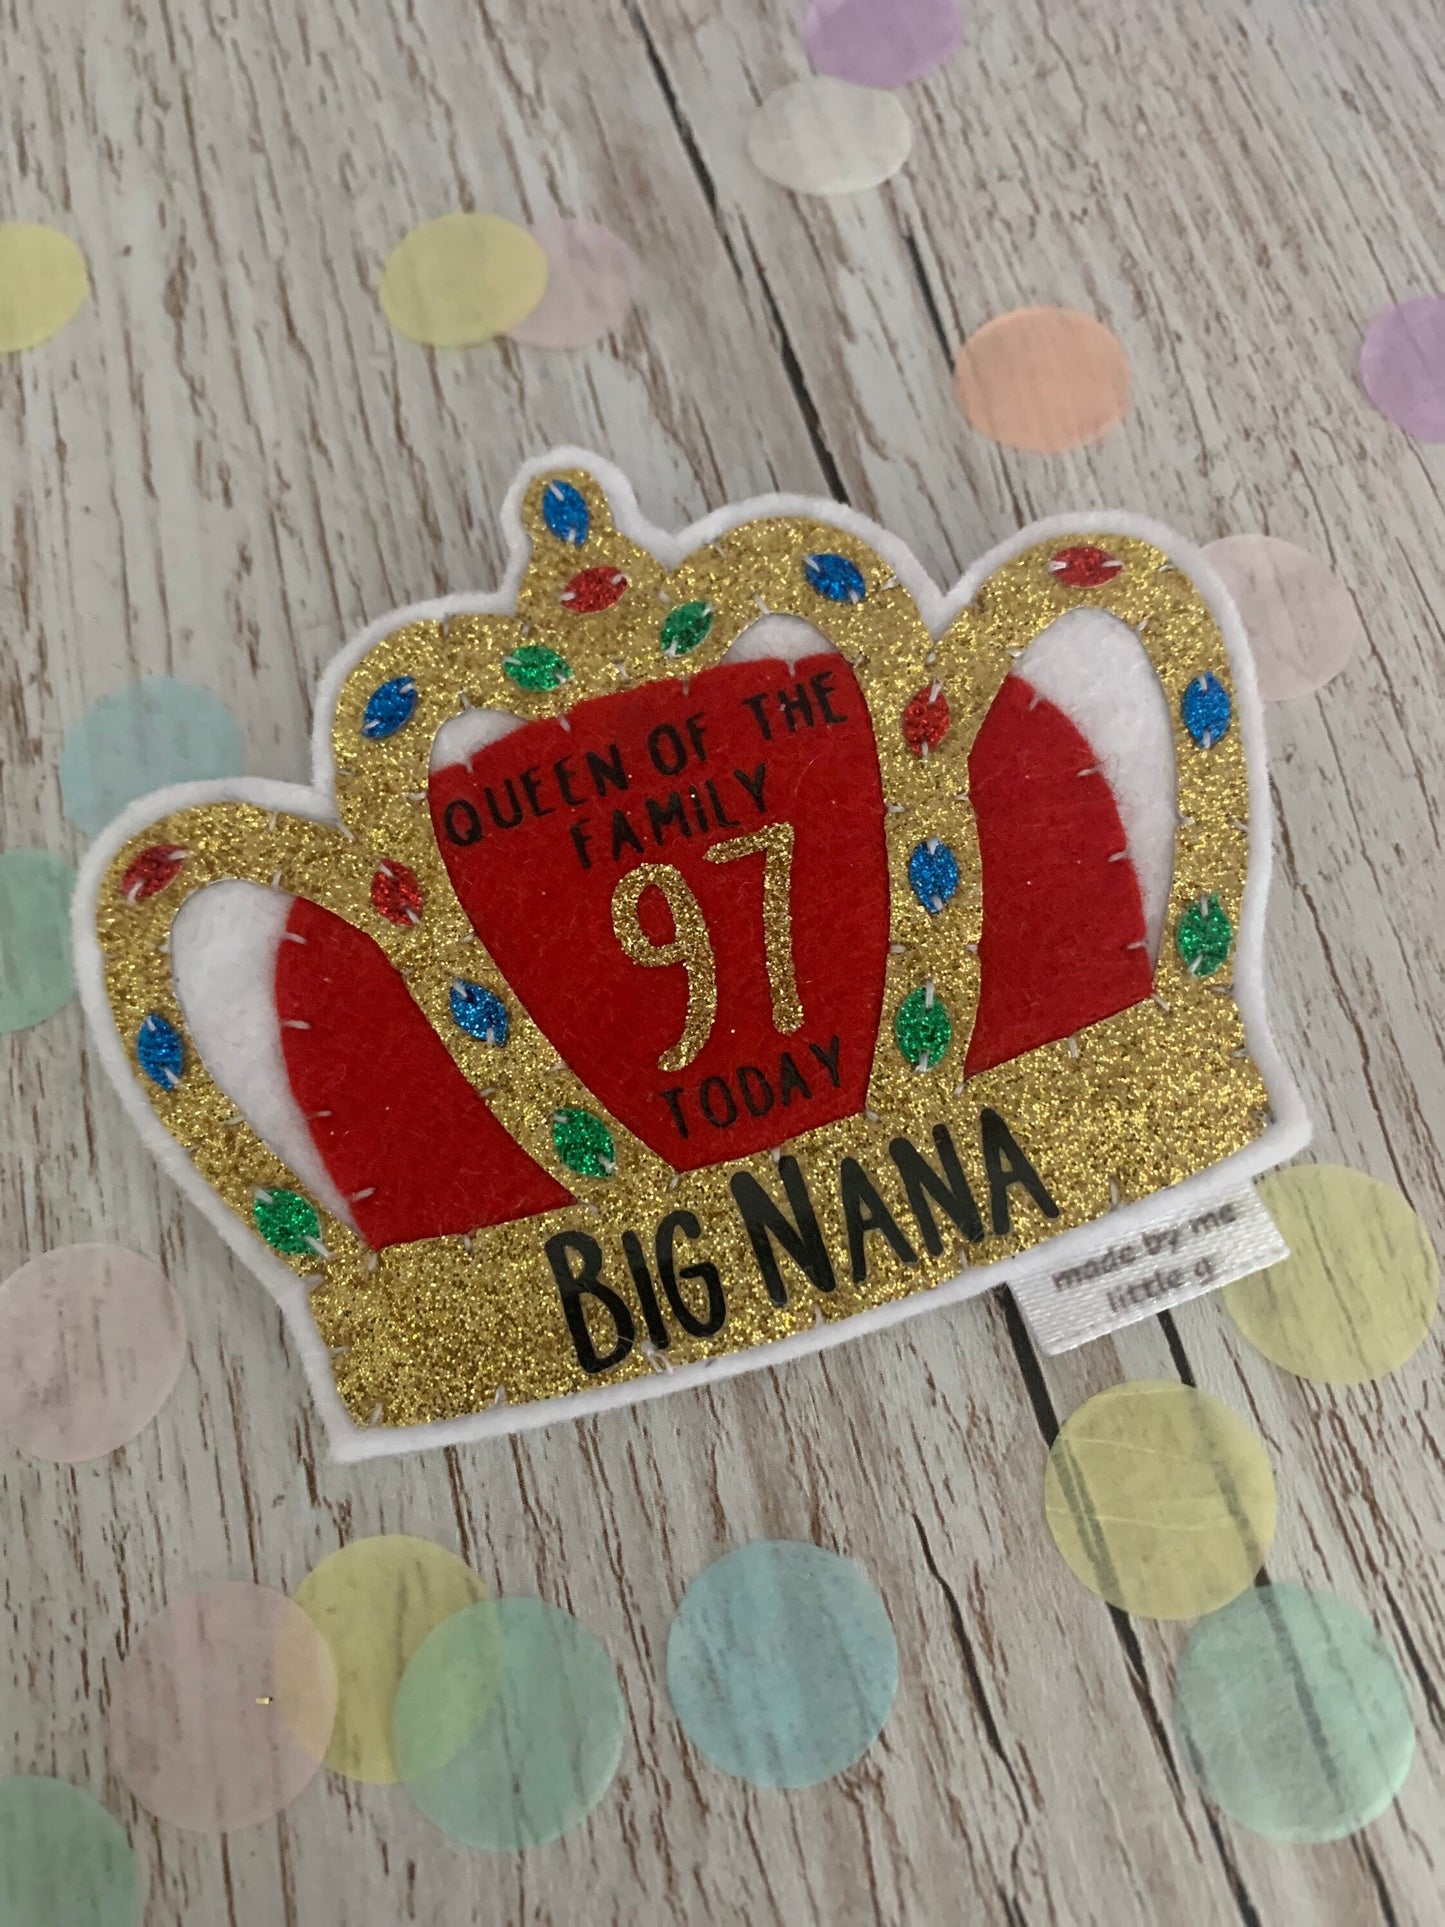 QUEEN OF THE
FAMILY
97
TODAY
BIG NANA
made by me
little g